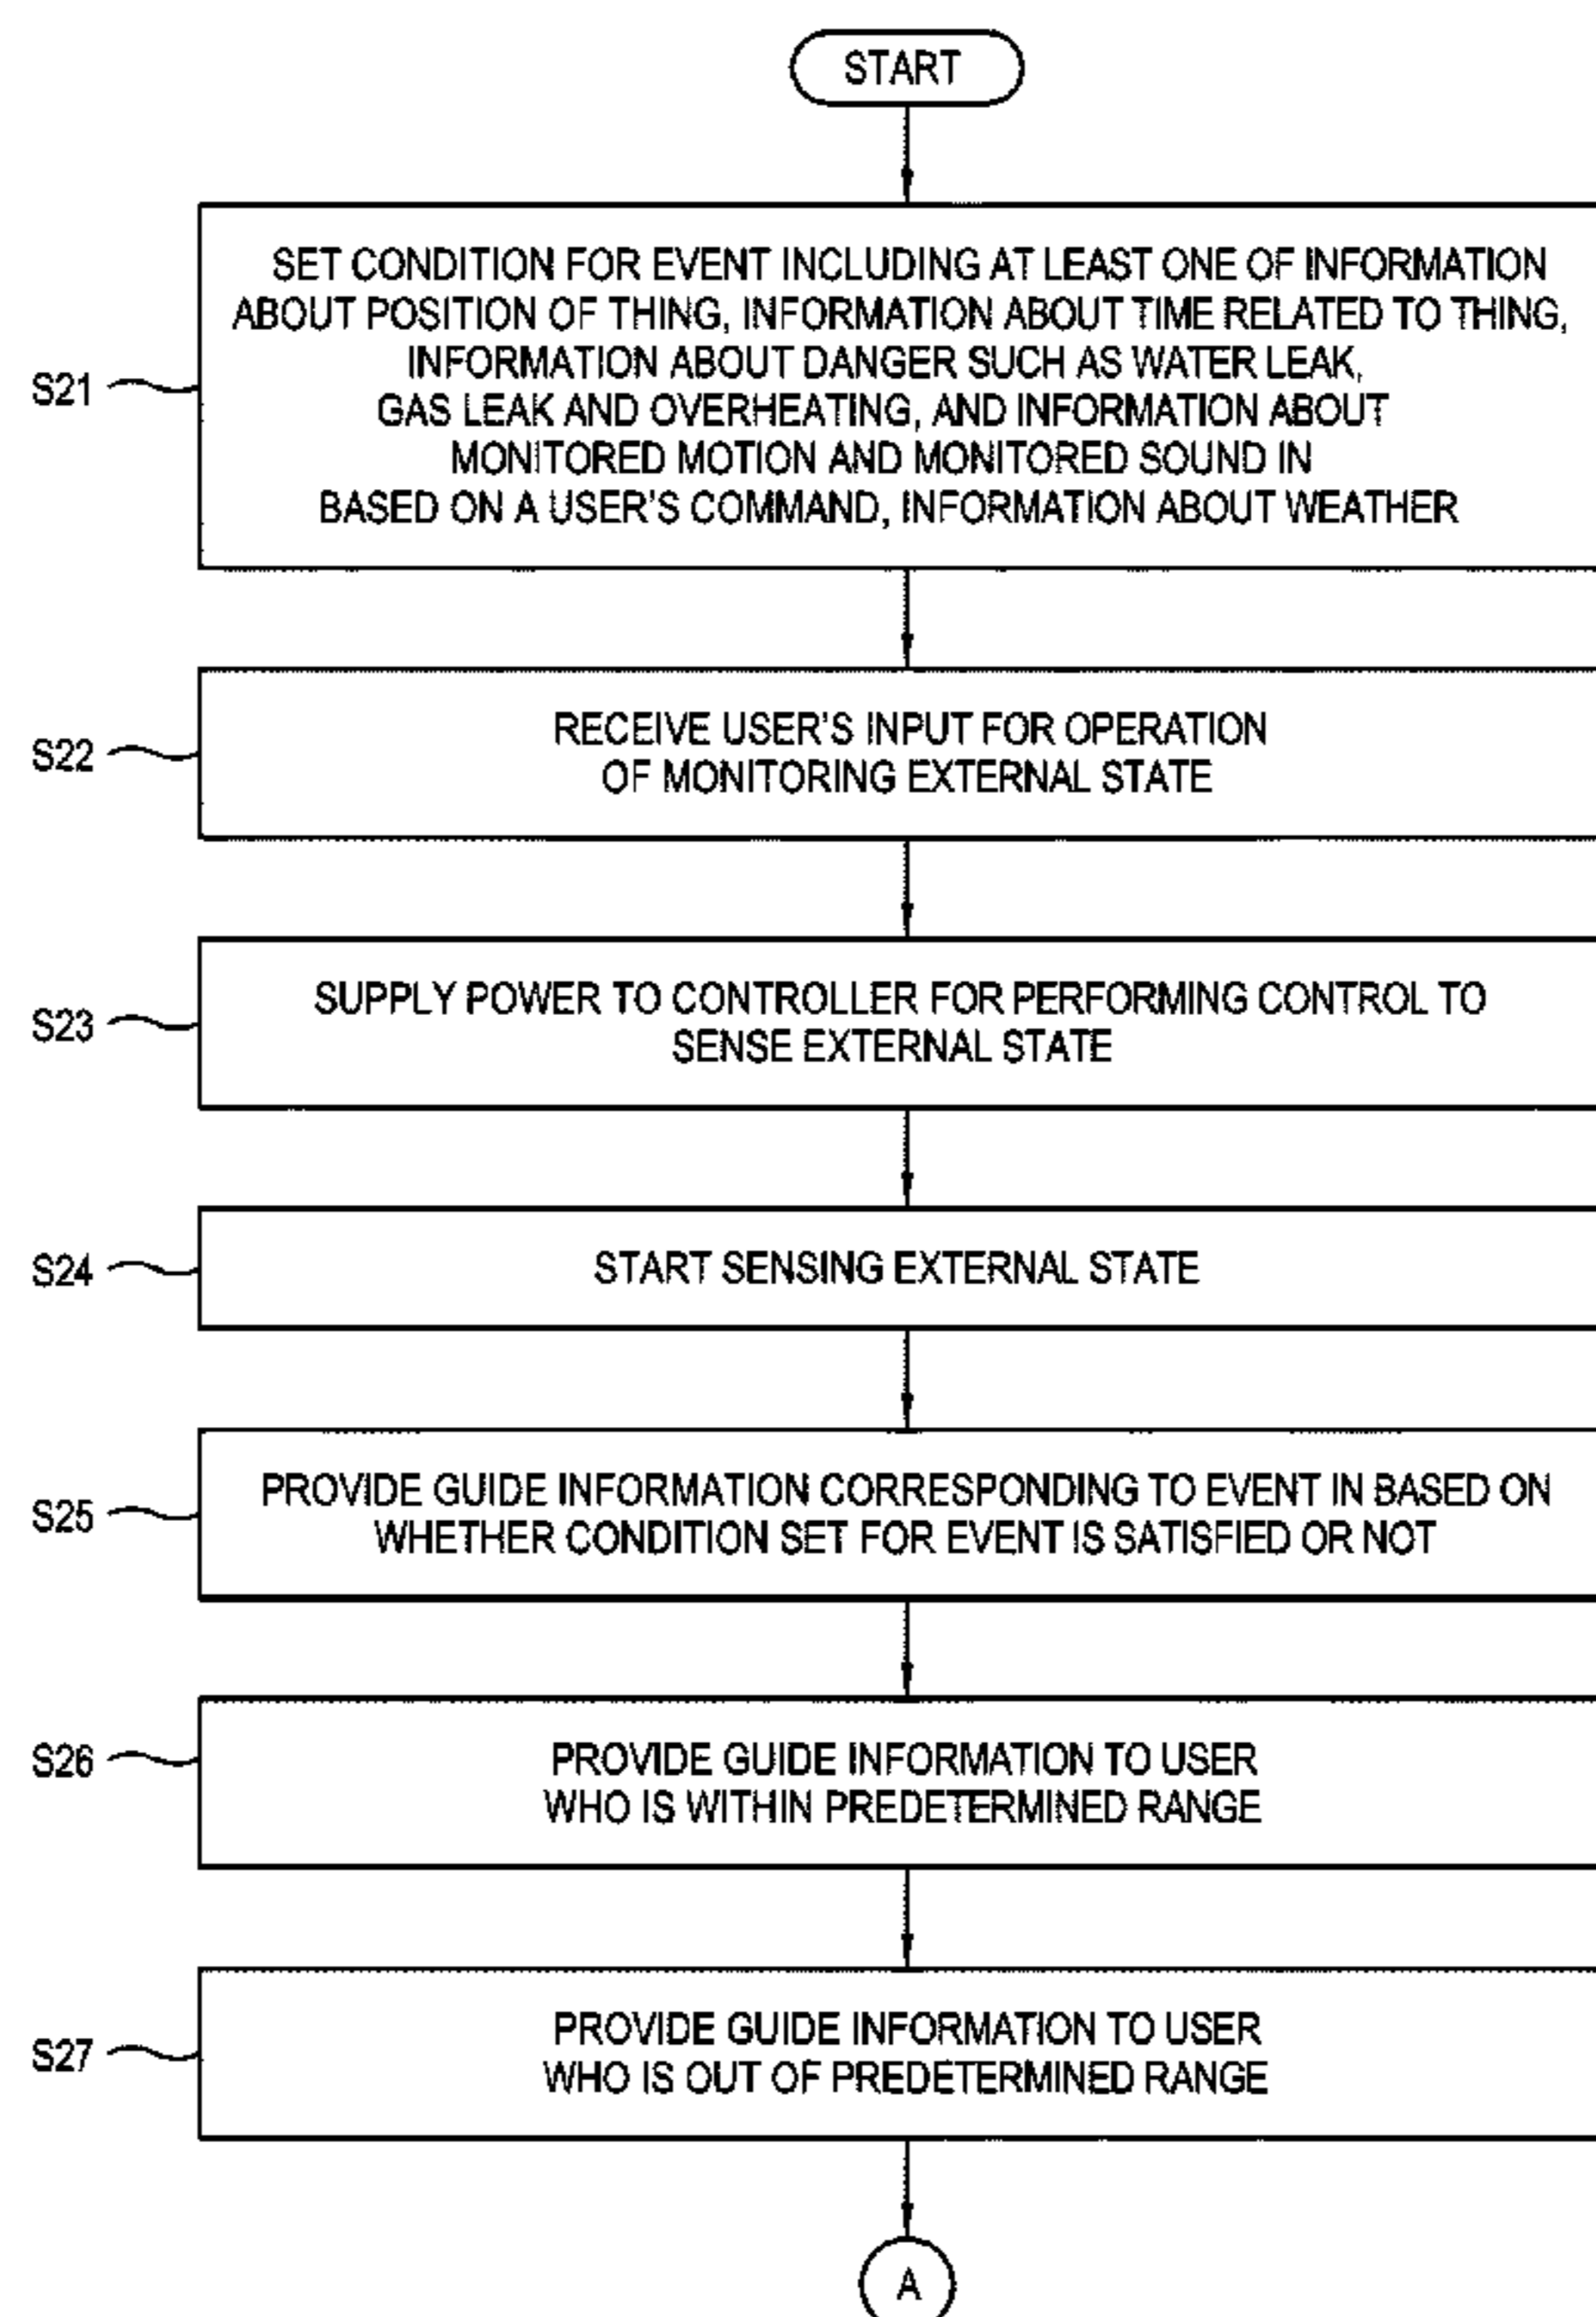 START
S21
SET CONDITION FOR EVENT INCLUDING AT LEAST ONE OF INFORMATION
ABOUT POSITION OF THING, INFORMATION ABOUT TIME RELATED TO THING,
INFORMATION ABOUT DANGER SUCH AS WATER LEAK,
GAS LEAK AND OVERHEATING, AND INFORMATION ABOUT
MONITORED MOTION AND MONITORED SOUND IN
BASED ON A USER'S COMMAND, INFORMATION ABOUT WEATHER
S22
RECEIVE USER'S INPUT FOR OPERATION
OF MONITORING EXTERNAL STATE
S23
SUPPLY POWER TO CONTROLLER FOR PERFORMING CONTROL TO
SENSE EXTERNAL STATE
S24
START SENSING EXTERNAL STATE
S25
PROVIDE GUIDE INFORMATION CORRESPONDING TO EVENT IN BASED ON
WHETHER CONDITION SET FOR EVENT IS SATISFIED OR NOT
S26
PROVIDE GUIDE INFORMATION TO USER
WHO IS WITHIN PREDETERMINED RANGE
S27
PROVIDE GUIDE INFORMATION TO USER
WHO IS OUT OF PREDETERMINED RANGE
A